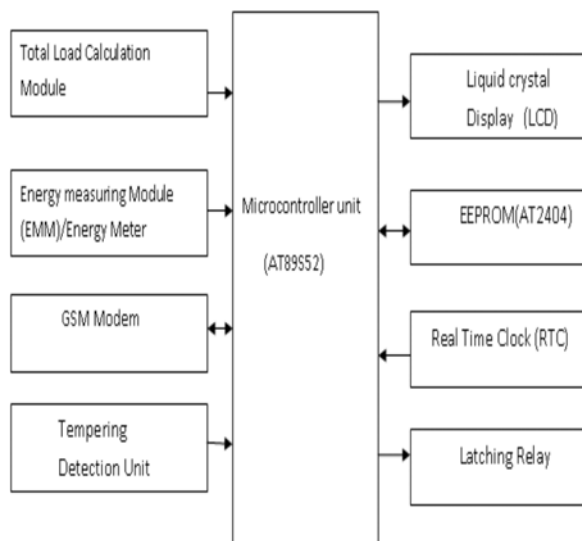 Total Load Calculation
Module
Energy measuring Module
(EMM)/Energy Meter
GSM Modem
Tempering
Detection Unit
Microcontroller unit
(AT89S52)
Liquid crystal
Display (LCD)
EEPROM(AT2404)
Real Time Clock (RTC)
Latching Relay